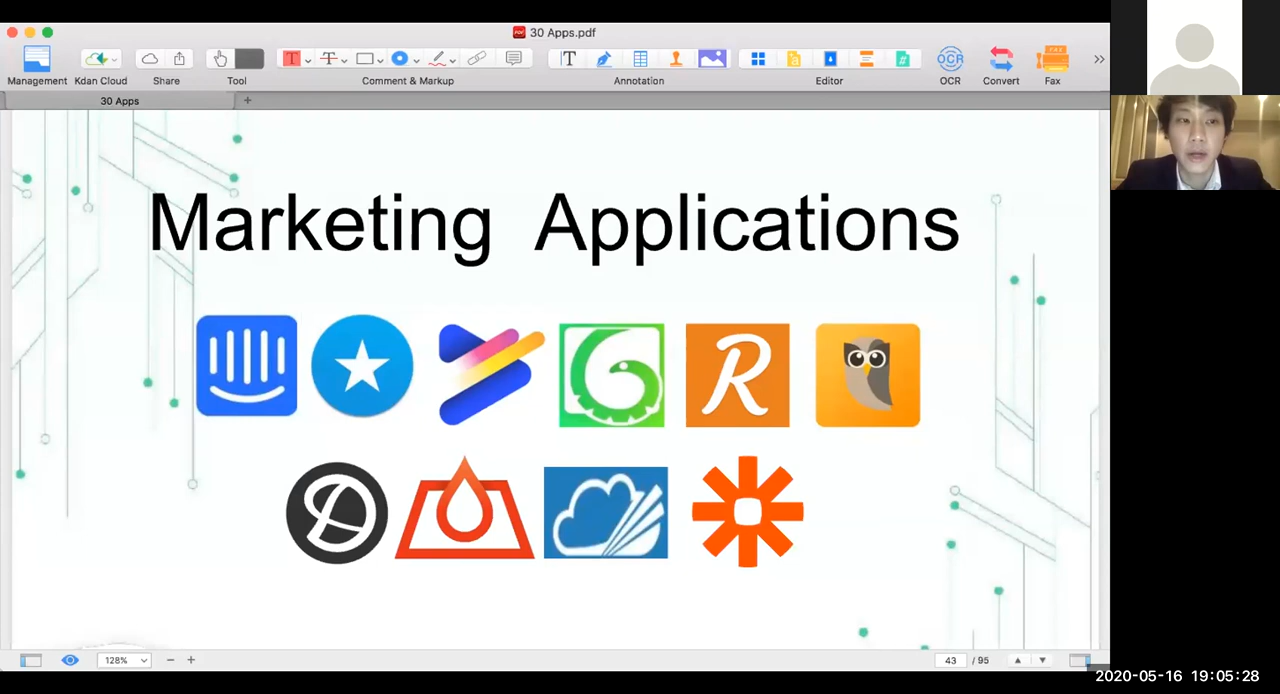 30 Apps.pdf
Management Kdan Cloud Share Tool Comment & Markup Annotation Editor OCR Convert Fax
30 Apps
Marketing Applications
128% 43 / 95
2020-05-16 19:05:28